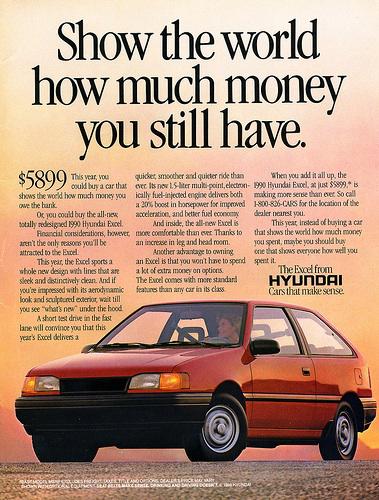 Show the world
how much money
you still have.
$5899 This year, you
could buy a car that
shows the world how much money you
owe the bank.
Or, you could buy the all-new,
totally redesigned 1990 Hyundai Excel.
Financial considerations, however,
aren't the only reasons you'll be
attracted to the Excel.
This year, the Excel sports a
whole new design with lines that are
sleek and distinctively clean. And if
you're impressed with its aerodynamic
look and sculptured exterior, wait till
you see "what's new" under the hood.
A short test drive in the fast
lane will convince you that this
year's Excel delivers a
quicker, smoother and quieter ride than
ever. Its new 1.5-liter multi-point, electron-
ically fuel-injected engine delivers both
a 20% boost in horsepower for improved
acceleration, and better fuel economy.
And inside, the all-new Excel is
more comfortable than ever. Thanks to
an increase in leg and head room.
Another advantage to owning
an Excel is that you won't have to spend
a lot of extra money on options.
The Excel comes with more standard
features than any car in its class.
When you add it all up, the
1990 Hyundai Excel, at just $5899,* is
making more sense than ever. So call
1-800-826-CARS for the location of the
dealer nearest you.
This year, instead of buying a car
that shows the world how much money
you spent, maybe you should buy
one that shows everyone how well you
spent it.
The Excel from
HYUNDAI
Cars that make sense.